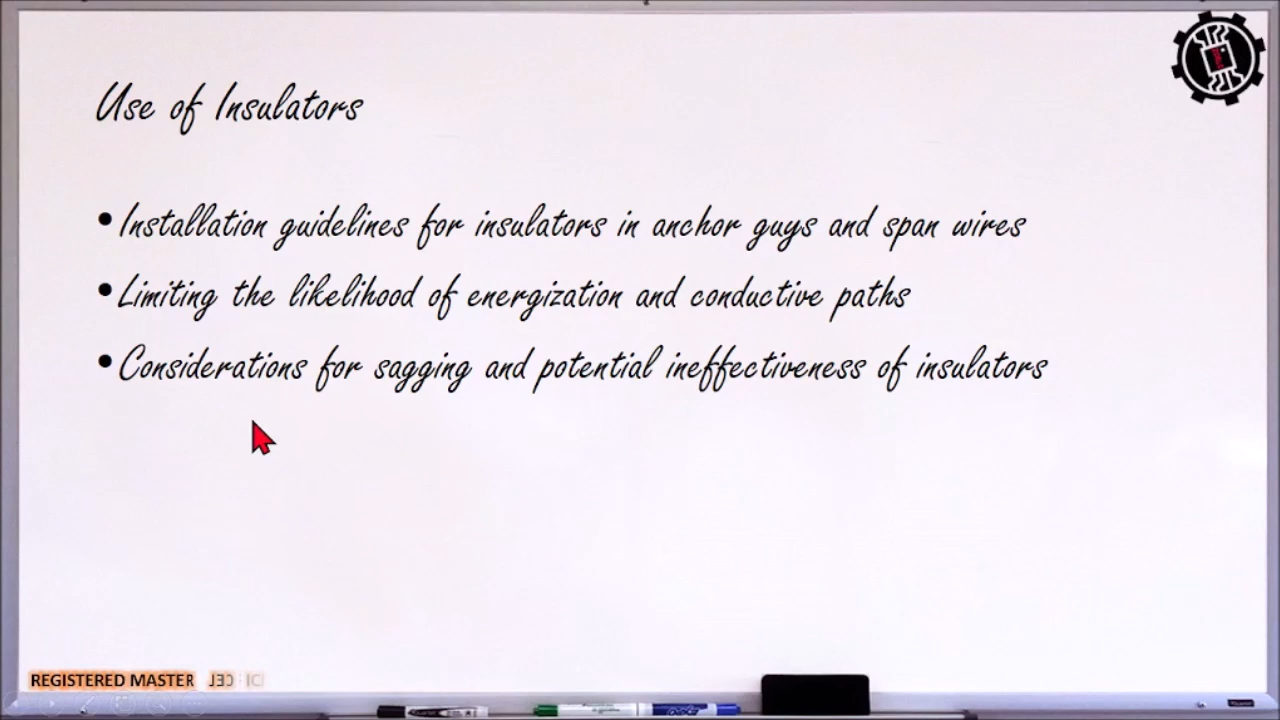 Use of Insulators
• Installation guidelines for insulators in anchor guys and span wires
• Limiting the likelihood of energization and conductive paths
• Considerations for sagging and potential ineffectiveness of insulators
REGISTERED MASTER